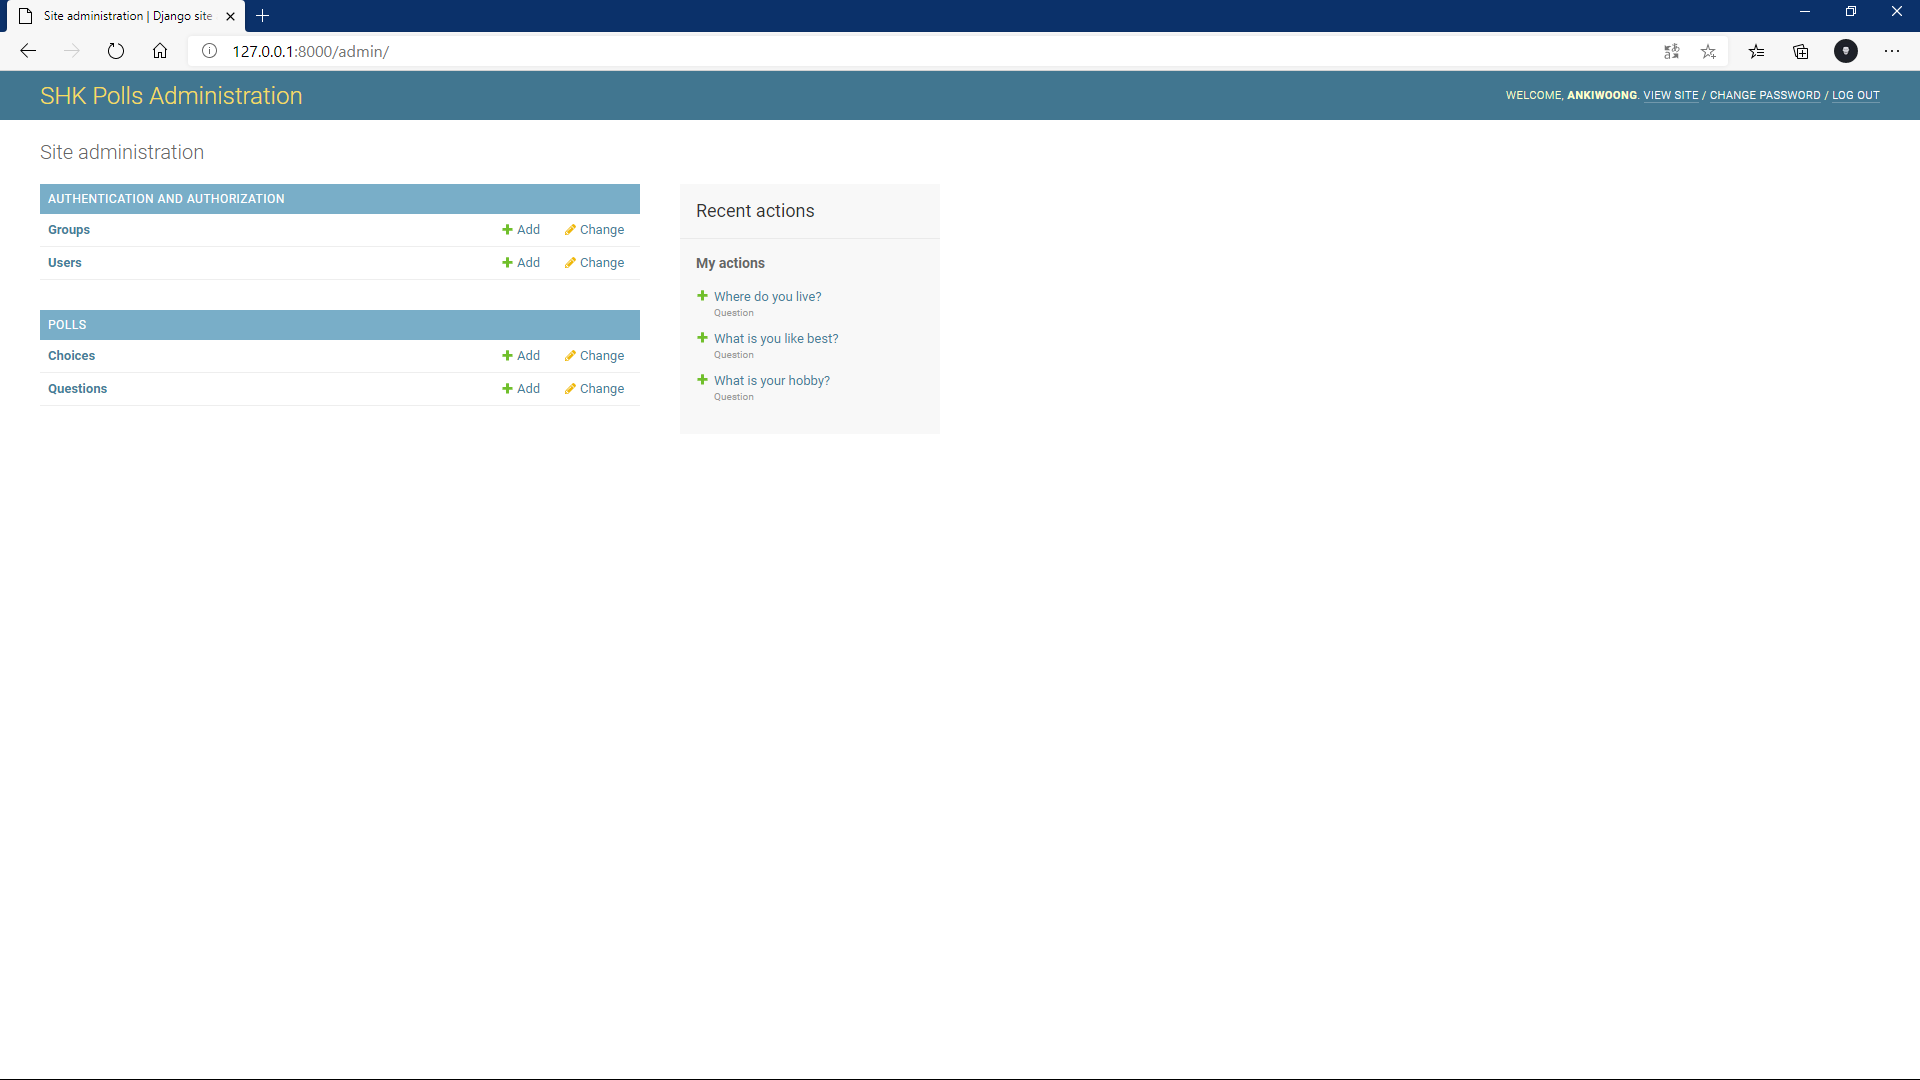 Site administration | Django site
127.0.0.1:8000/admin/
SHK Polls Administration
WELCOME, ANKIWOONG. VIEW SITE / CHANGE PASSWORD / LOG OUT
Site administration
AUTHENTICATION AND AUTHORIZATION
Groups Add Change
Users Add Change
POLLS
Choices Add Change
Questions Add Change
Recent actions
My actions
Where do you live?
Question
What is you like best?
Question
What is your hobby?
Question